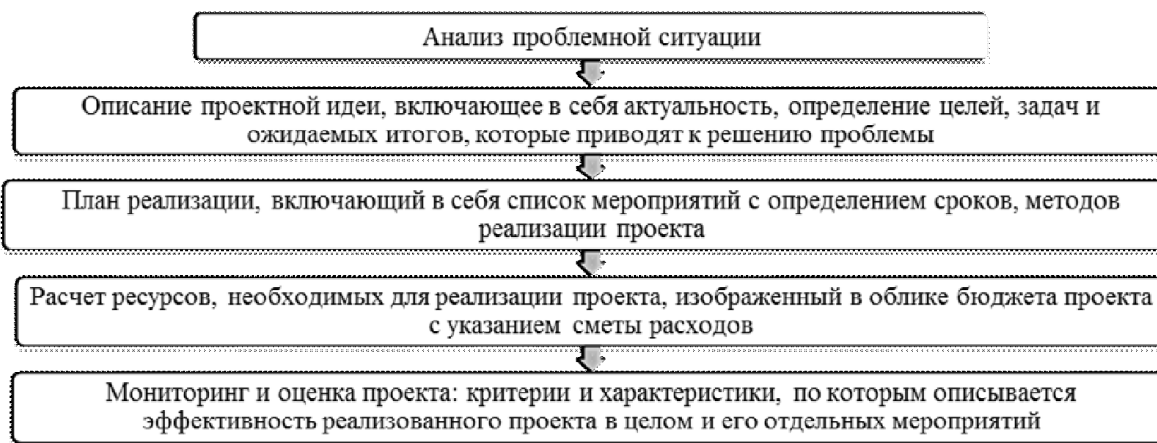 Анализ проблемной ситуации
Описание проектной идеи, включающее в себя актуальность, определение целей, задач и
ожидаемых итогов, которые приводят к решению проблемы
План реализации, включающий в себя список мероприятий с определением сроков, методов
реализации проекта
Расчет ресурсов, необходимых для реализации проекта, изображенный в облике бюджета проекта
с указанием сметы расходов
Мониторинг и оценка проекта: критерии и характеристики, по которым описывается
эффективность реализованного проекта в целом и его отдельных мероприятий